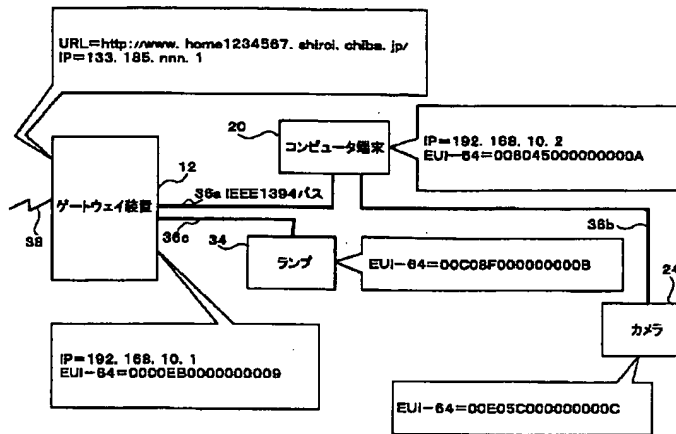 URL=http://www. home1234567. shiroi. chiba. jp/
IP=133. 185. nnn. 1
20
コンピュータ端末
IP=192. 168. 10. 2
EUI-64=008045000000000A
12
36a IEEE1394バス
ゲートウェイ装置
38
36c
34
ランプ
EUI-64=00C08F000000000B
36b
24
カメラ
IP=192. 168. 10. 1
EUI-64=0000EB0000000009
EUI-64=00E05C000000000C